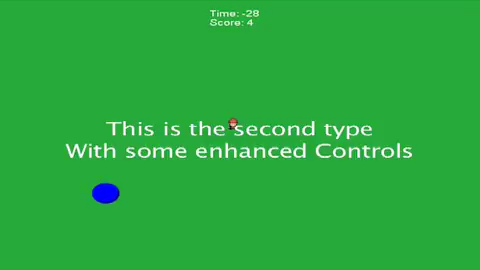 Time: -28
Score: 4
This is the second type
With some enhanced Controls